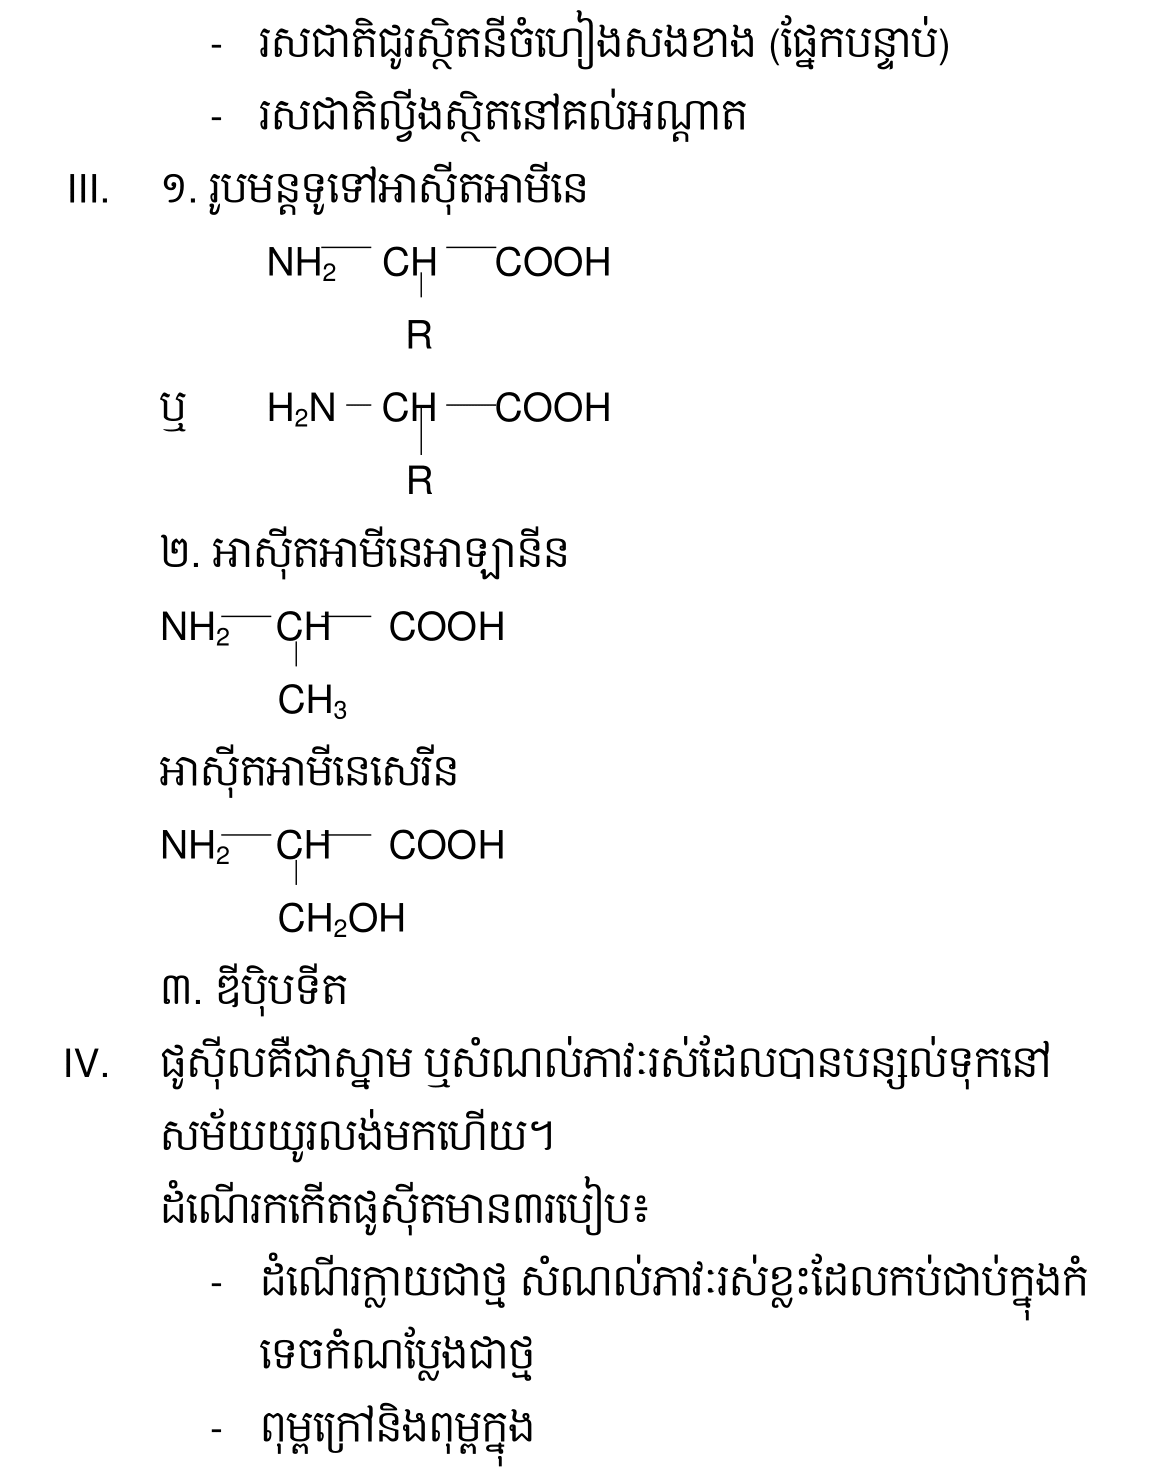 - រសជាតិជូរស្ថិតនីចំហៀងសងខាង (ផ្នែកបន្ទាប់)
- រសជាតិល្វីងស្ថិតនៅគល់អណ្តាត
III. ១. រូបមន្តទូទៅអាស៊ីតអាមីនេ
NH₂ — CH — COOH
R
ឬ H₂N — CH — COOH
R
២. អាស៊ីតអាមីនេអាឡានីន
NH₂ — CH — COOH
CH₃
អាស៊ីតអាមីនេសេរីន
NH₂ — CH — COOH
CH₂OH
៣. ឌីប៉ិបទីត
IV. ផូស៊ីលគឺជាស្នាម ឬសំណល់ភាវៈរស់ដែលបានបន្សល់ទុកនៅ
សម័យយូរលង់មកហើយ។
ដំណើរកកើតផូស៊ីតមាន៣របៀប៖
- ដំណើរក្លាយជាថ្ម សំណល់ភាវៈរស់ខ្លះដែលកប់ជាប់ក្នុងកំ
ទេចកំណប្លែងជាថ្ម
- ពុម្ពក្រៅនិងពុម្ពក្នុង